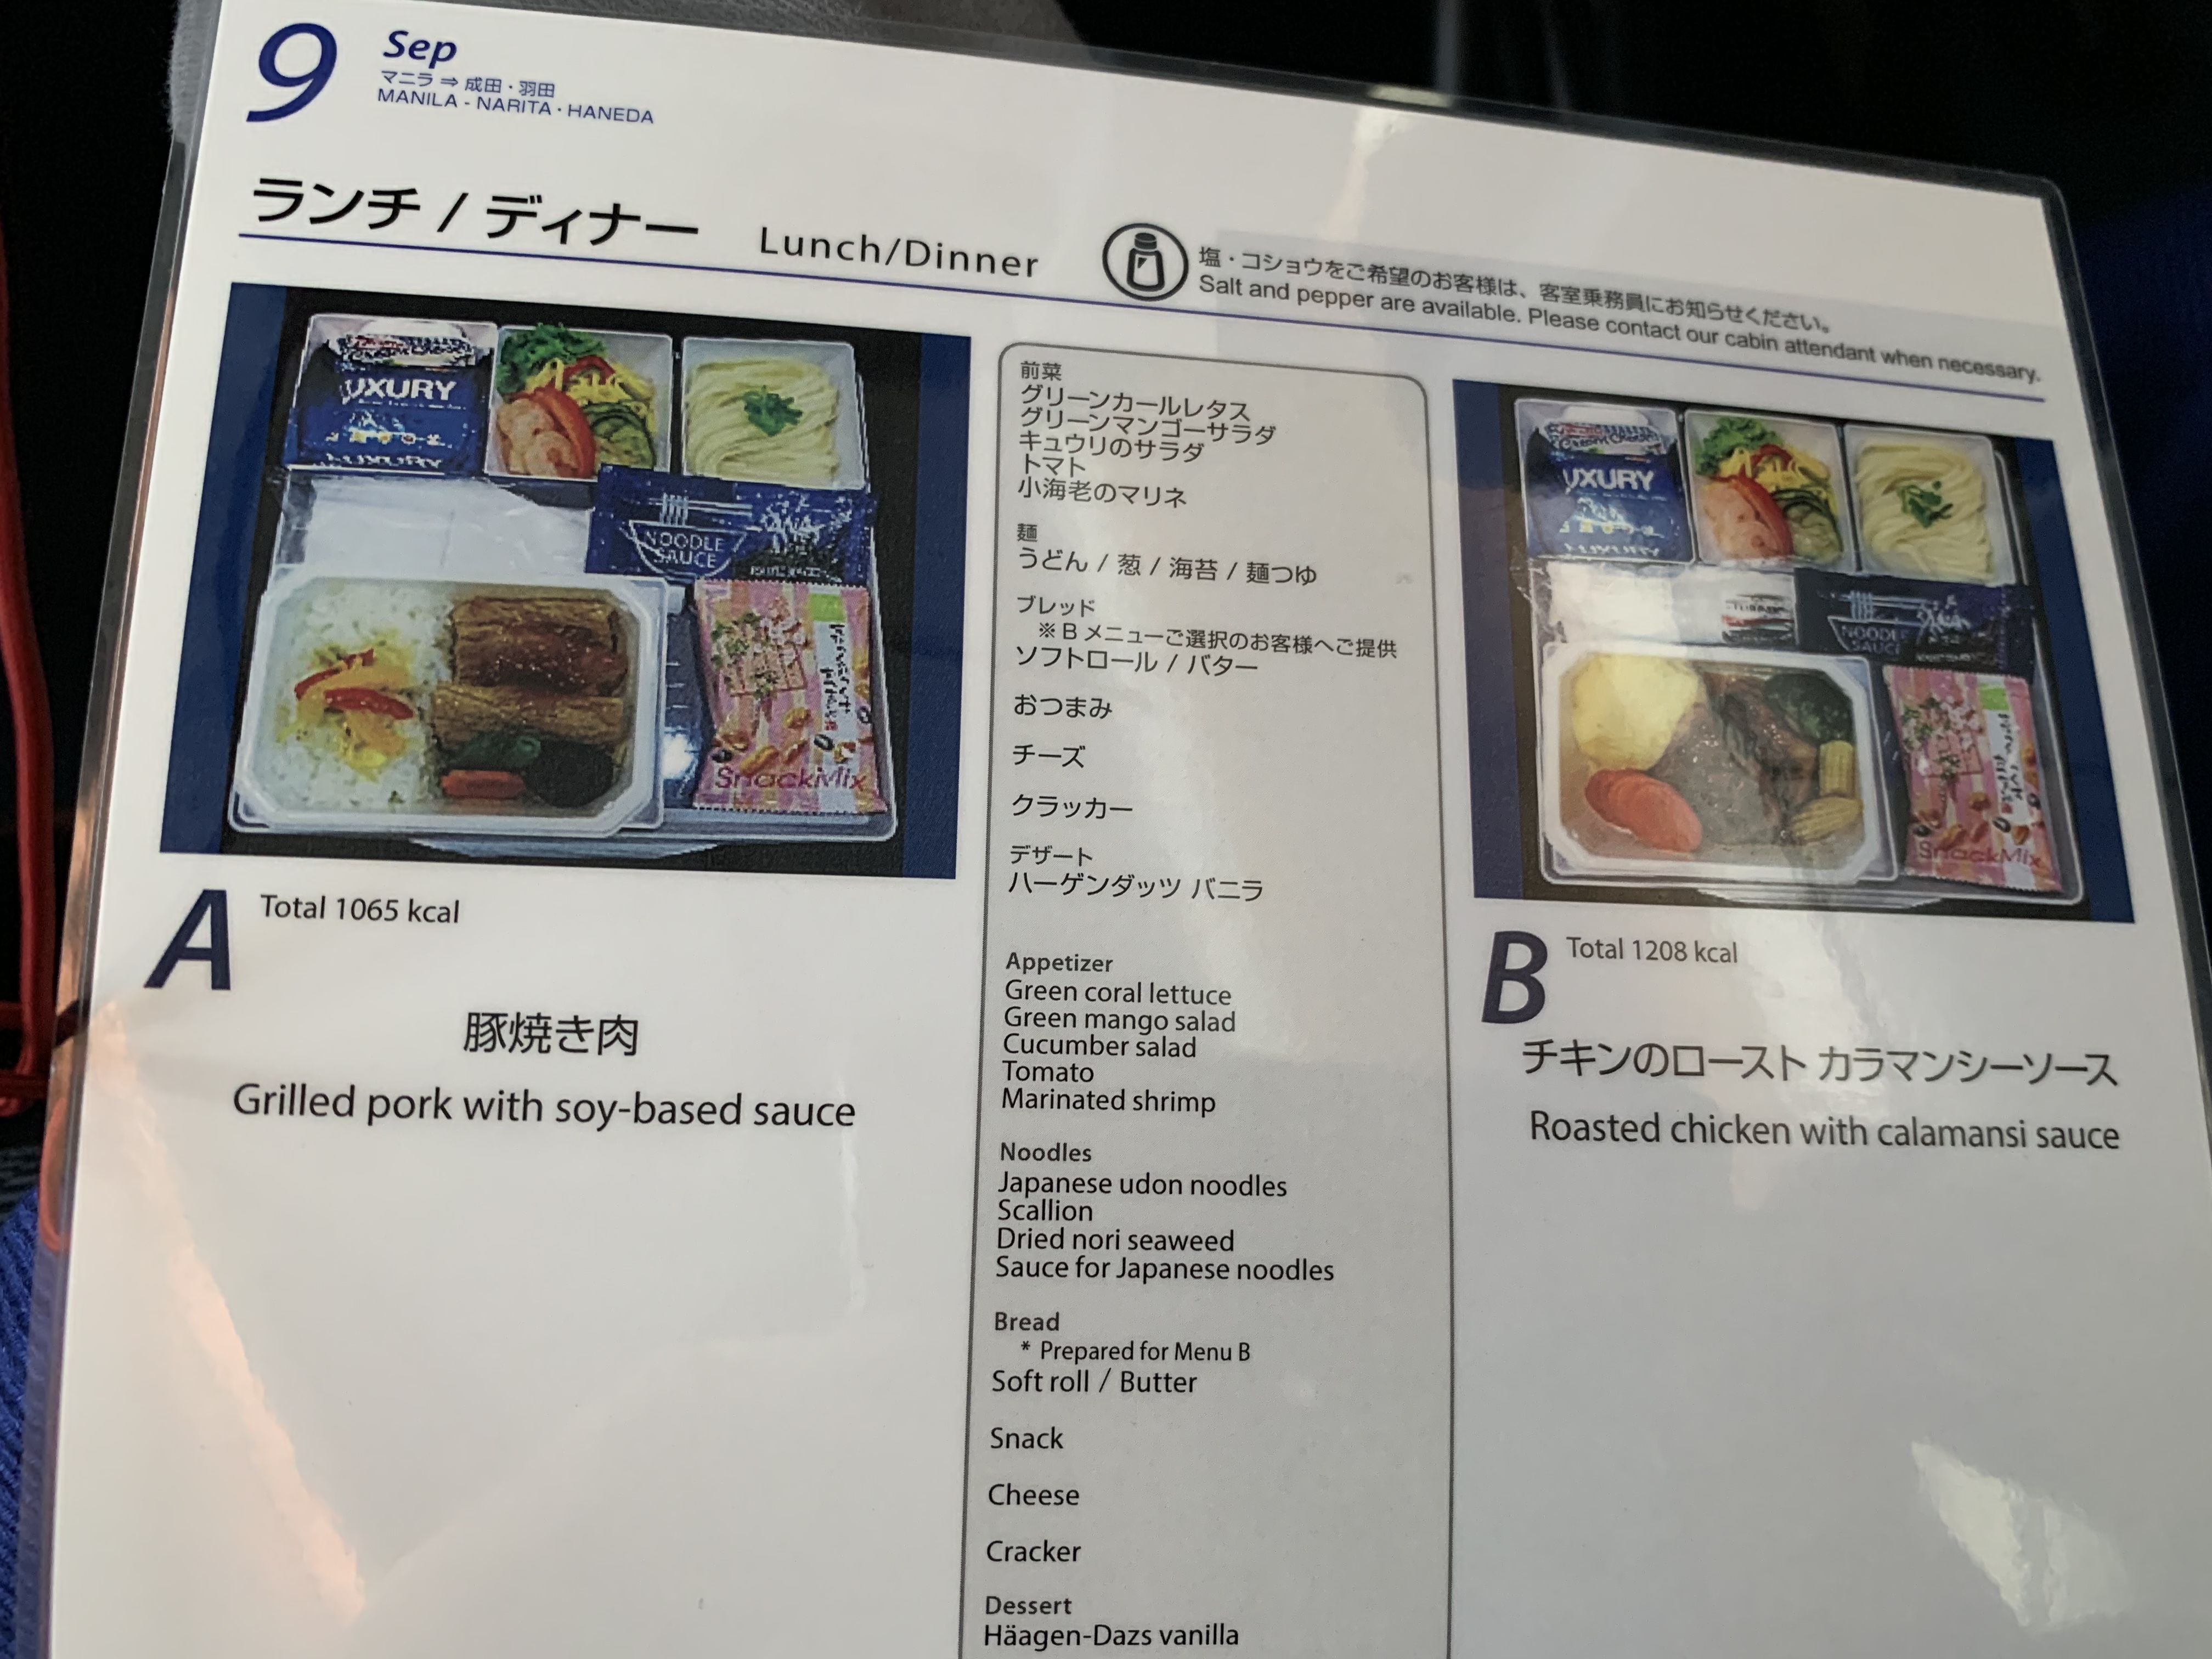 9
Sep
マニラ ⇒ 成田・羽田
MANILA - NARITA・HANEDA
ランチ / ディナー Lunch/Dinner
塩・コショウをご希望のお客様は、客室乗務員にお知らせください。
Salt and pepper are available. Please contact our cabin attendant when necessary.
UXURY
LUXURY
NOODLE
SAUCE
SnackMix
A
Total 1065 kcal
豚焼き肉
Grilled pork with soy-based sauce
前菜
グリーンカールレタス
グリーンマンゴーサラダ
キュウリのサラダ
トマト
小海老のマリネ
麺
うどん / 葱 / 海苔 / 麺つゆ
ブレッド
※ B メニューご選択のお客様へご提供
ソフトロール / バター
おつまみ
チーズ
クラッカー
デザート
ハーゲンダッツ バニラ
Appetizer
Green coral lettuce
Green mango salad
Cucumber salad
Tomato
Marinated shrimp
Noodles
Japanese udon noodles
Scallion
Dried nori seaweed
Sauce for Japanese noodles
Bread
* Prepared for Menu B
Soft roll / Butter
Snack
Cheese
Cracker
Dessert
Häagen-Dazs vanilla
UXURY
LUXURY
NOODLE
SAUCE
SnackMix
B
Total 1208 kcal
チキンのロースト カラマンシーソース
Roasted chicken with calamansi sauce